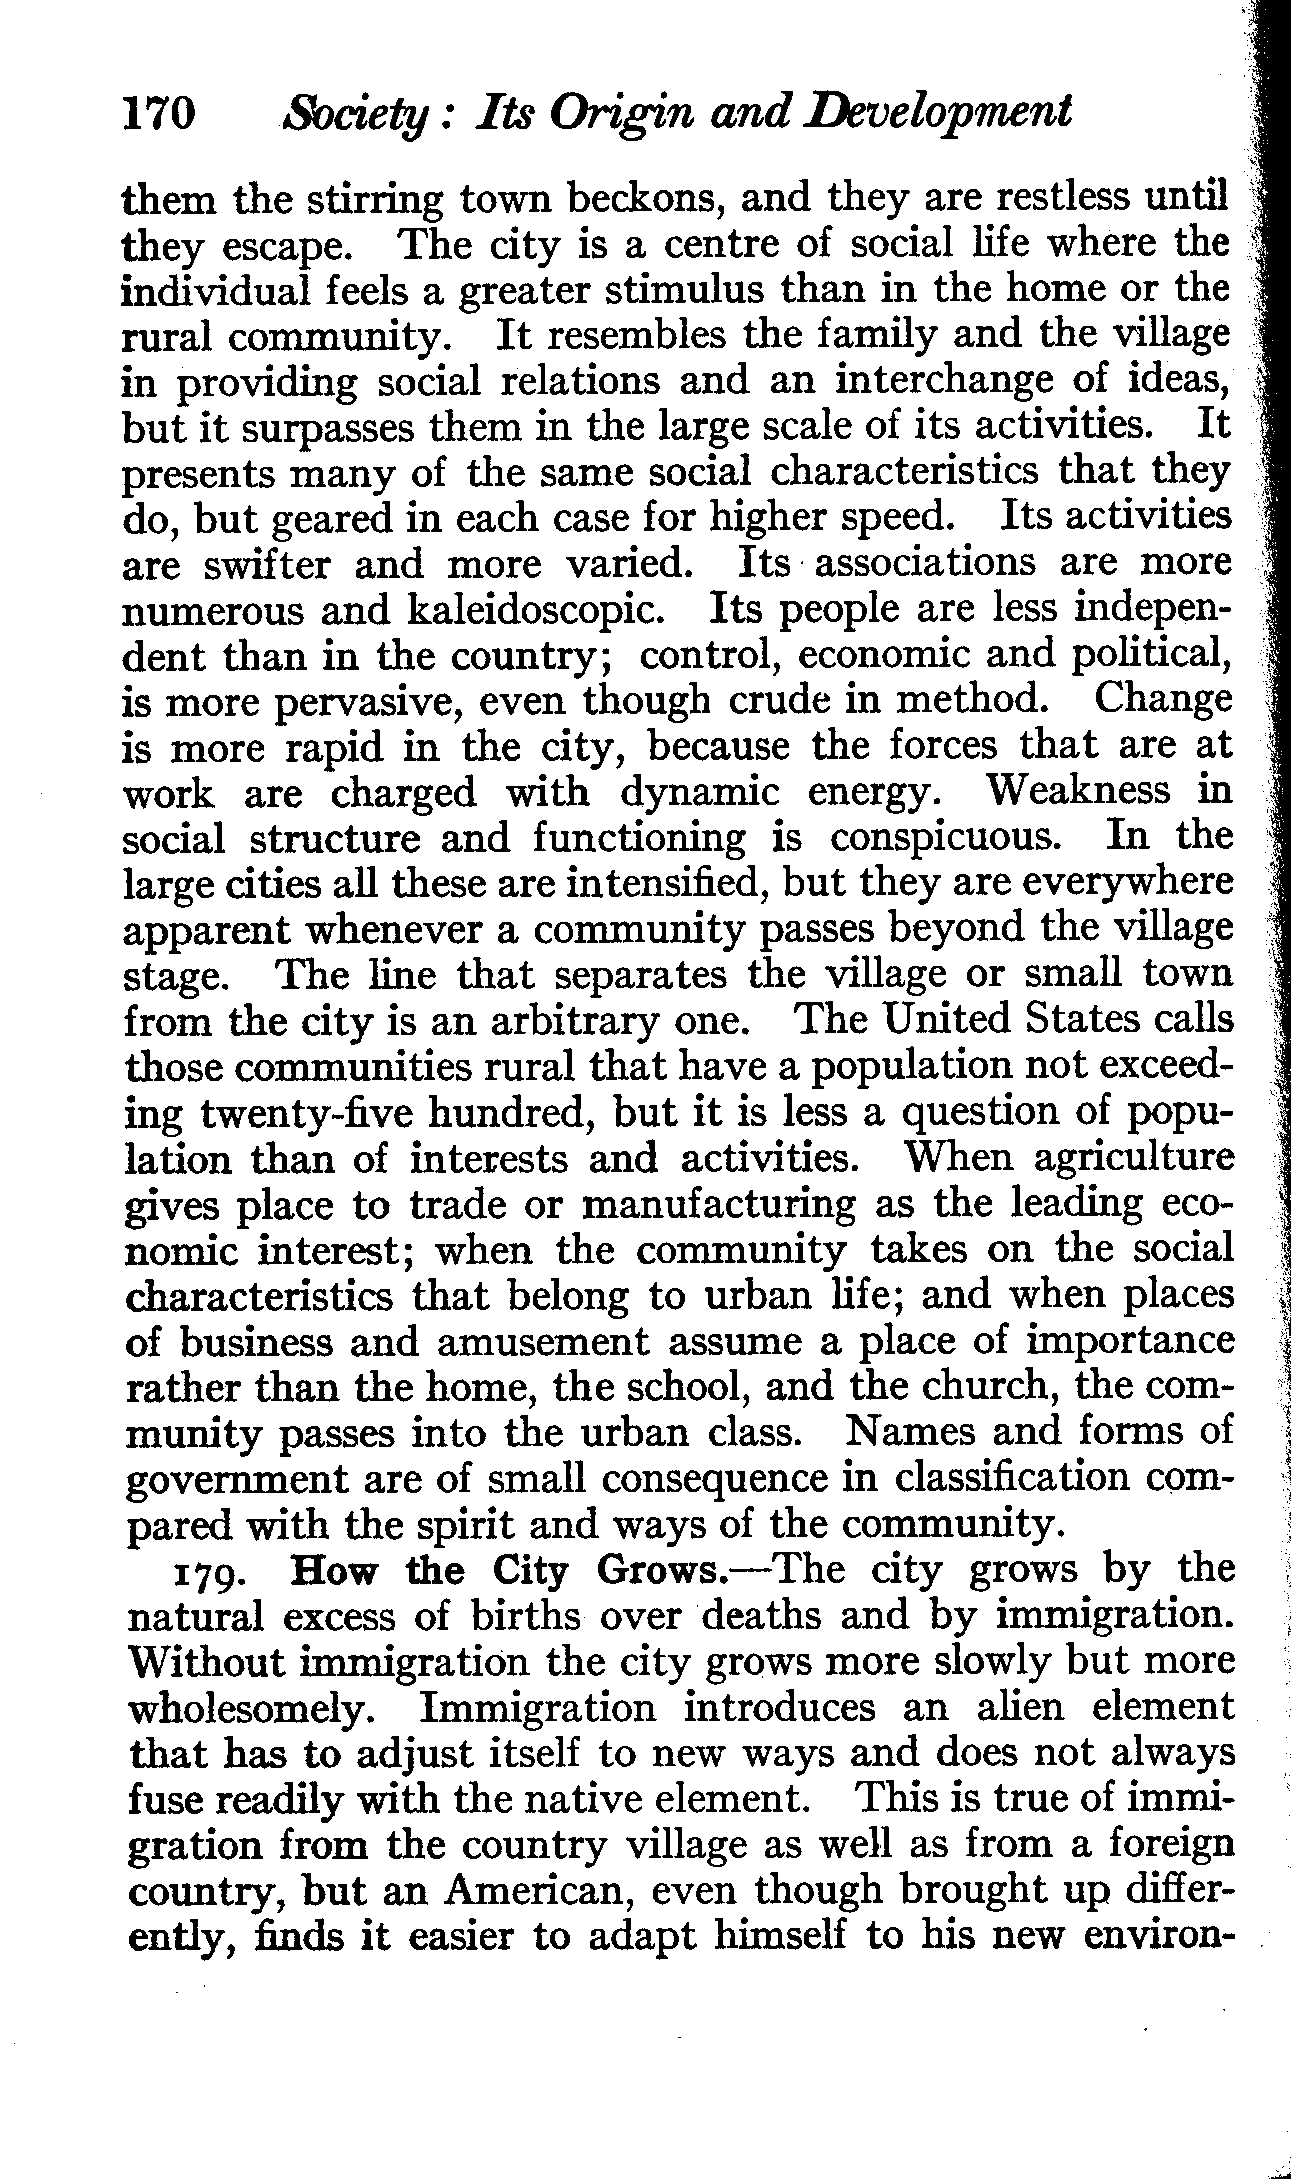 170 Society : Its Origin and Development
them the stirring town beckons, and they are restless until
they escape. The city is a centre of social life where the
individual feels a greater stimulus than in the home or the
rural community. It resembles the family and the village
in providing social relations and an interchange of ideas,
but it surpasses them in the large scale of its activities. It
presents many of the same social characteristics that they
do, but geared in each case for higher speed. Its activities
are swifter and more varied. Its associations are more
numerous and kaleidoscopic. Its people are less indepen-
dent than in the country; control, economic and political,
is more pervasive, even though crude in method. Change
is more rapid in the city, because the forces that are at
work are charged with dynamic energy. Weakness in
social structure and functioning is conspicuous. In the
large cities all these are intensified, but they are everywhere
apparent whenever a community passes beyond the village
stage. The line that separates the village or small town
from the city is an arbitrary one. The United States calls
those communities rural that have a population not exceed-
ing twenty-five hundred, but it is less a question of popu-
lation than of interests and activities. When agriculture
gives place to trade or manufacturing as the leading eco-
nomic interest; when the community takes on the social
characteristics that belong to urban life; and when places
of business and amusement assume a place of importance
rather than the home, the school, and the church, the com-
munity passes into the urban class. Names and forms of
government are of small consequence in classification com-
pared with the spirit and ways of the community.
179. How the City Grows.—The city grows by the
natural excess of births over deaths and by immigration.
Without immigration the city grows more slowly but more
wholesomely. Immigration introduces an alien element
that has to adjust itself to new ways and does not always
fuse readily with the native element. This is true of immi-
gration from the country village as well as from a foreign
country, but an American, even though brought up differ-
ently, finds it easier to adapt himself to his new environ-